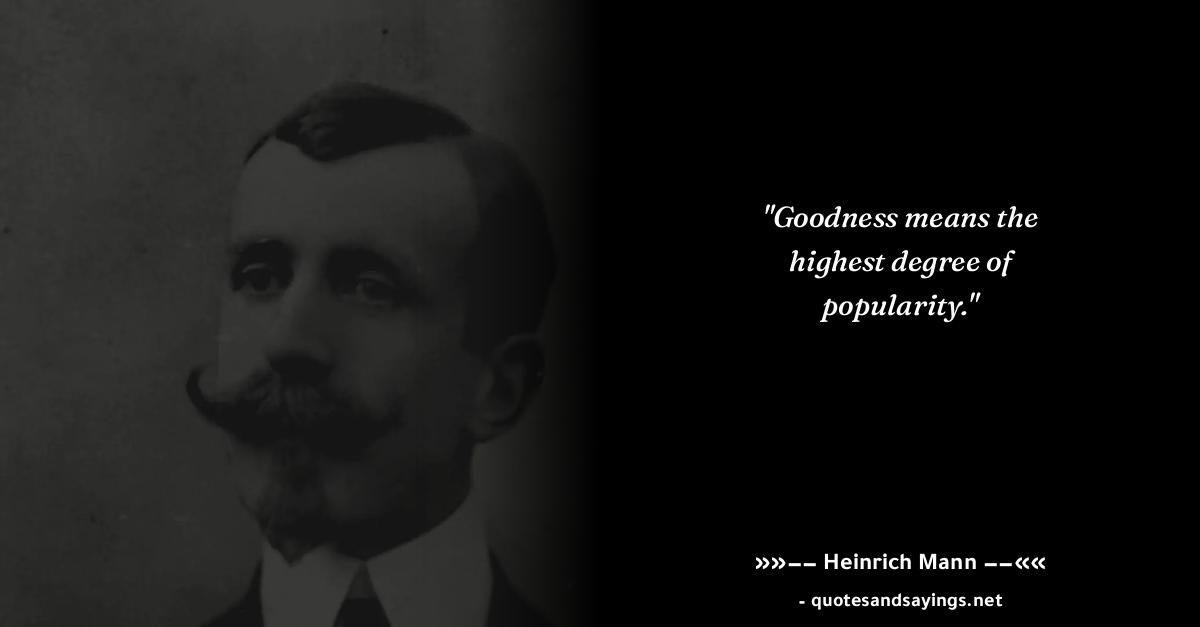 "Goodness means the
highest degree of
popularity."
»»–– Heinrich Mann ––««
- quotesandsayings.net